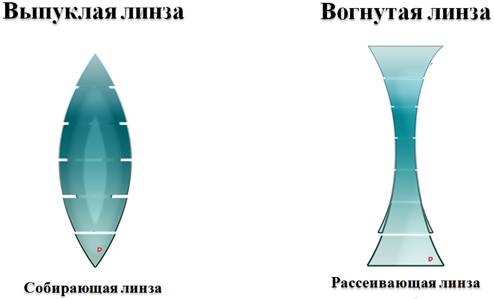 Выпуклая линза
Вогнутая линза
Собирающая линза
Рассеивающая линза